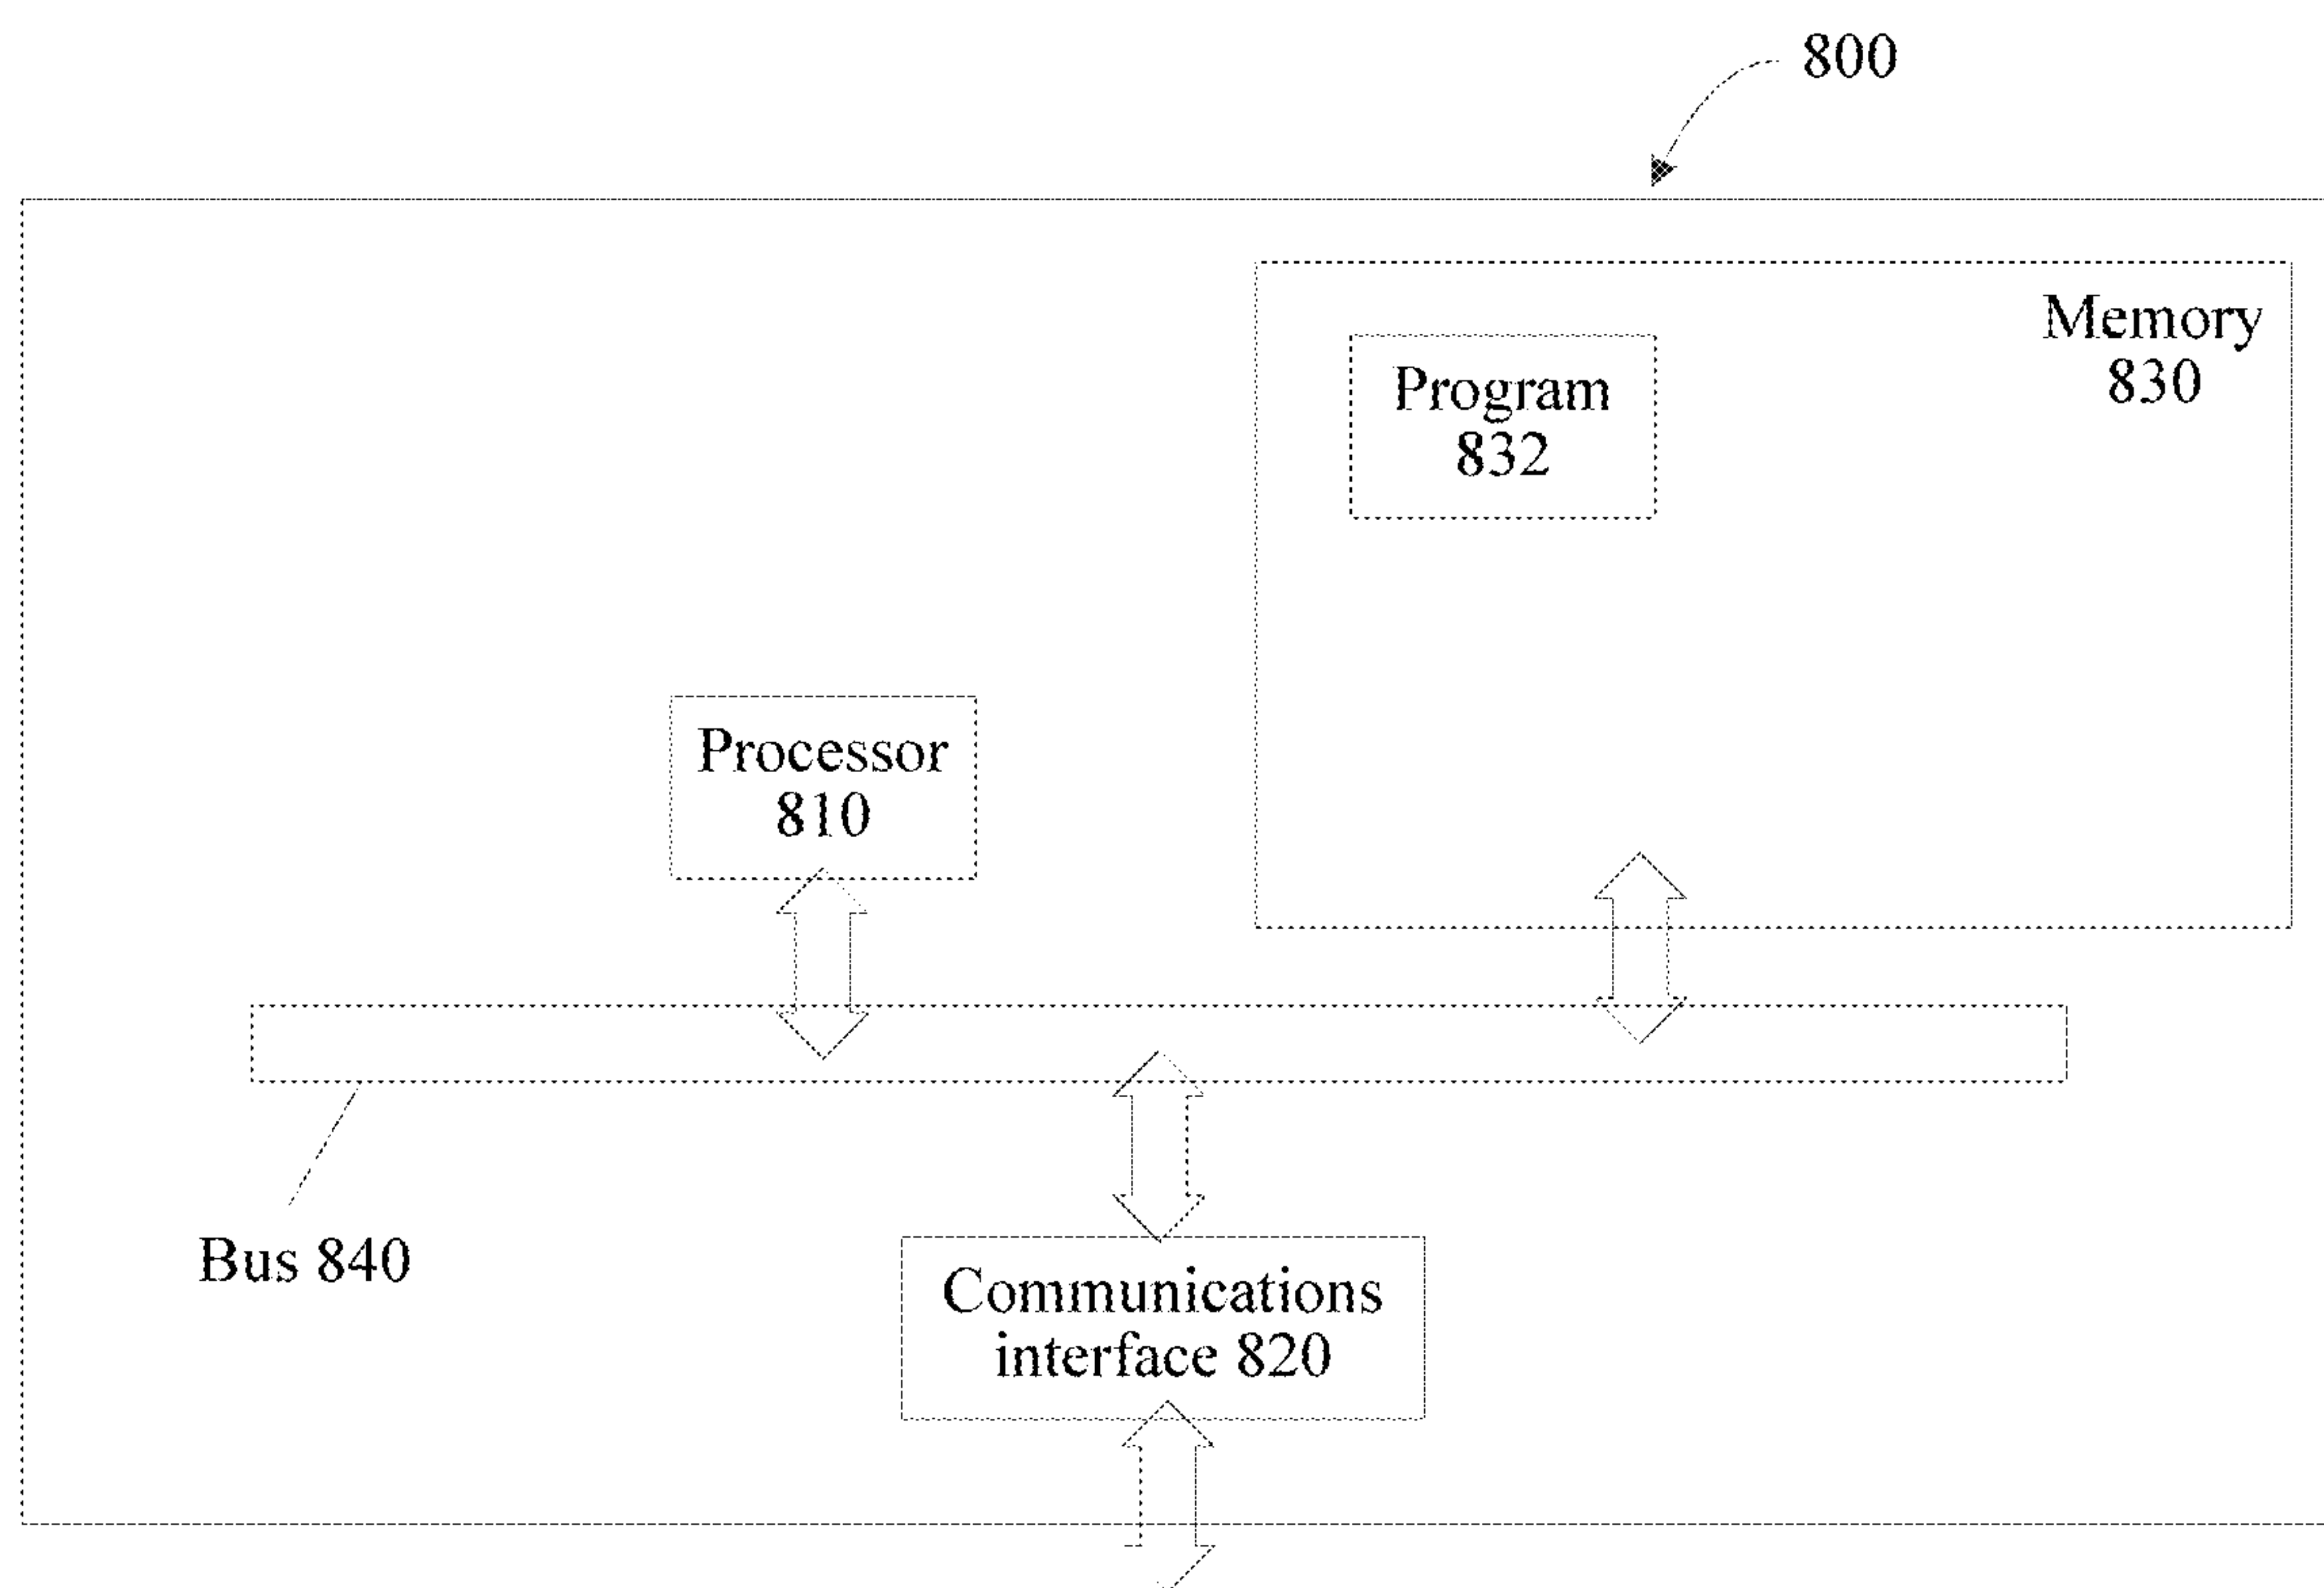 800
Memory
830
Program
832
Processor
810
Bus 840
Communications
interface 820